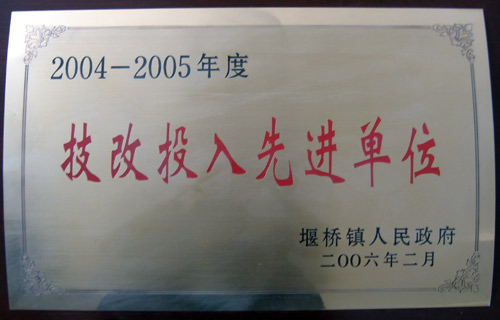 2004-2005年度
技改投入先进单位
堰桥镇人民政府
二〇〇六年二月